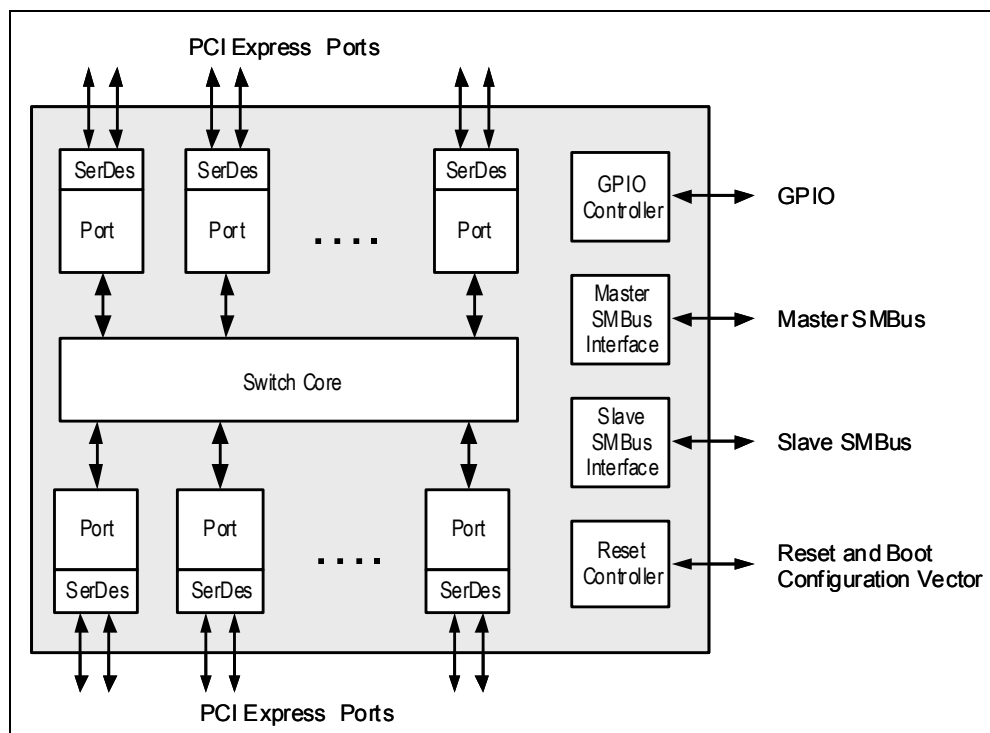 PCI Express Ports
SerDes
SerDes
SerDes
Port
Port
Port
. . . .
GPIO
Controller
GPIO
Master
SMBus
Interface
Master SMBus
Switch Core
Slave
SMBus
Interface
Slave SMBus
Port
Port
Port
. . . .
SerDes
SerDes
SerDes
Reset
Controller
Reset and Boot
Configuration Vector
PCI Express Ports